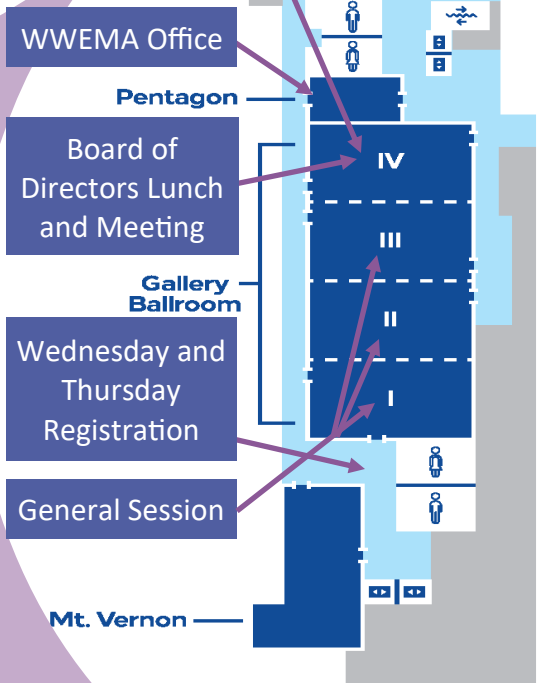 WWEMA Office
Pentagon
Board of
Directors Lunch
and Meeting
IV
III
Gallery
Ballroom
II
Wednesday and
Thursday
Registration
I
General Session
Mt. Vernon